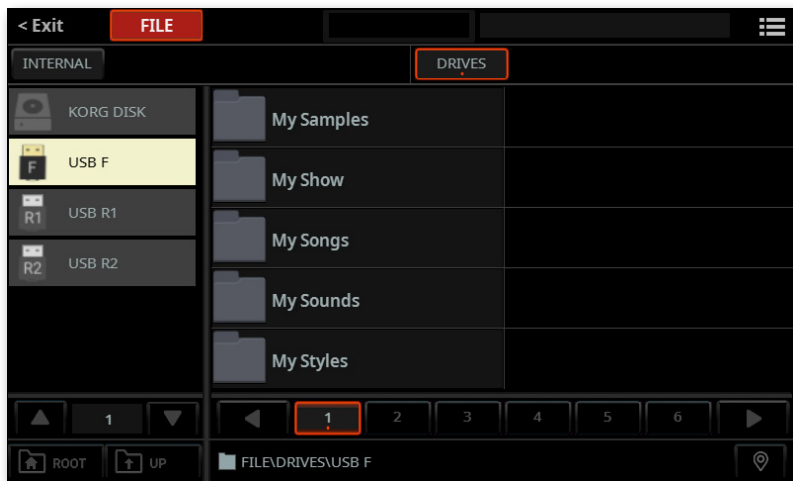 < Exit FILE
INTERNAL DRIVES
KORG DISK
F USB F
R1 USB R1
R2 USB R2
My Samples
My Show
My Songs
My Sounds
My Styles
1 1 2 3 4 5 6
ROOT UP FILE\DRIVES\USB F